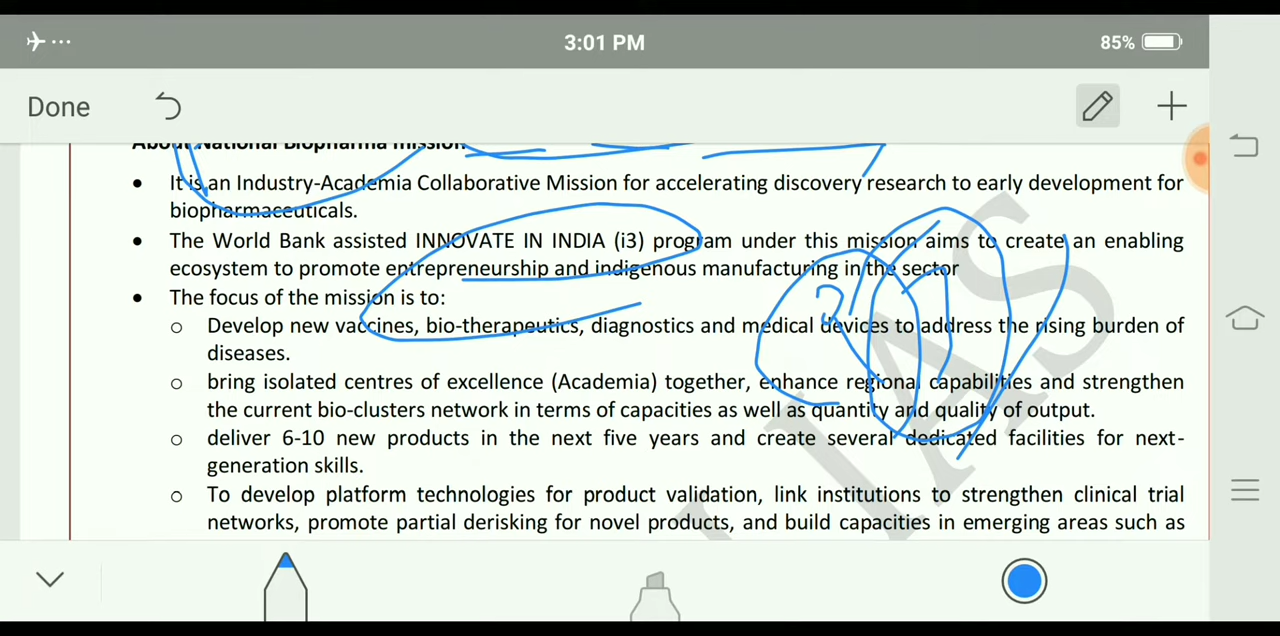 3:01 PM
85%
Done
About National Biopharma mission
• It is an Industry-Academia Collaborative Mission for accelerating discovery research to early development for
biopharmaceuticals.
• The World Bank assisted INNOVATE IN INDIA (i3) program under this mission aims to create an enabling
ecosystem to promote entrepreneurship and indigenous manufacturing in the sector
• The focus of the mission is to:
o Develop new vaccines, bio-therapeutics, diagnostics and medical devices to address the rising burden of
diseases.
o bring isolated centres of excellence (Academia) together, enhance regional capabilities and strengthen
the current bio-clusters network in terms of capacities as well as quantity and quality of output.
o deliver 6-10 new products in the next five years and create several dedicated facilities for next-
generation skills.
o To develop platform technologies for product validation, link institutions to strengthen clinical trial
networks, promote partial derisking for novel products, and build capacities in emerging areas such as
IAS